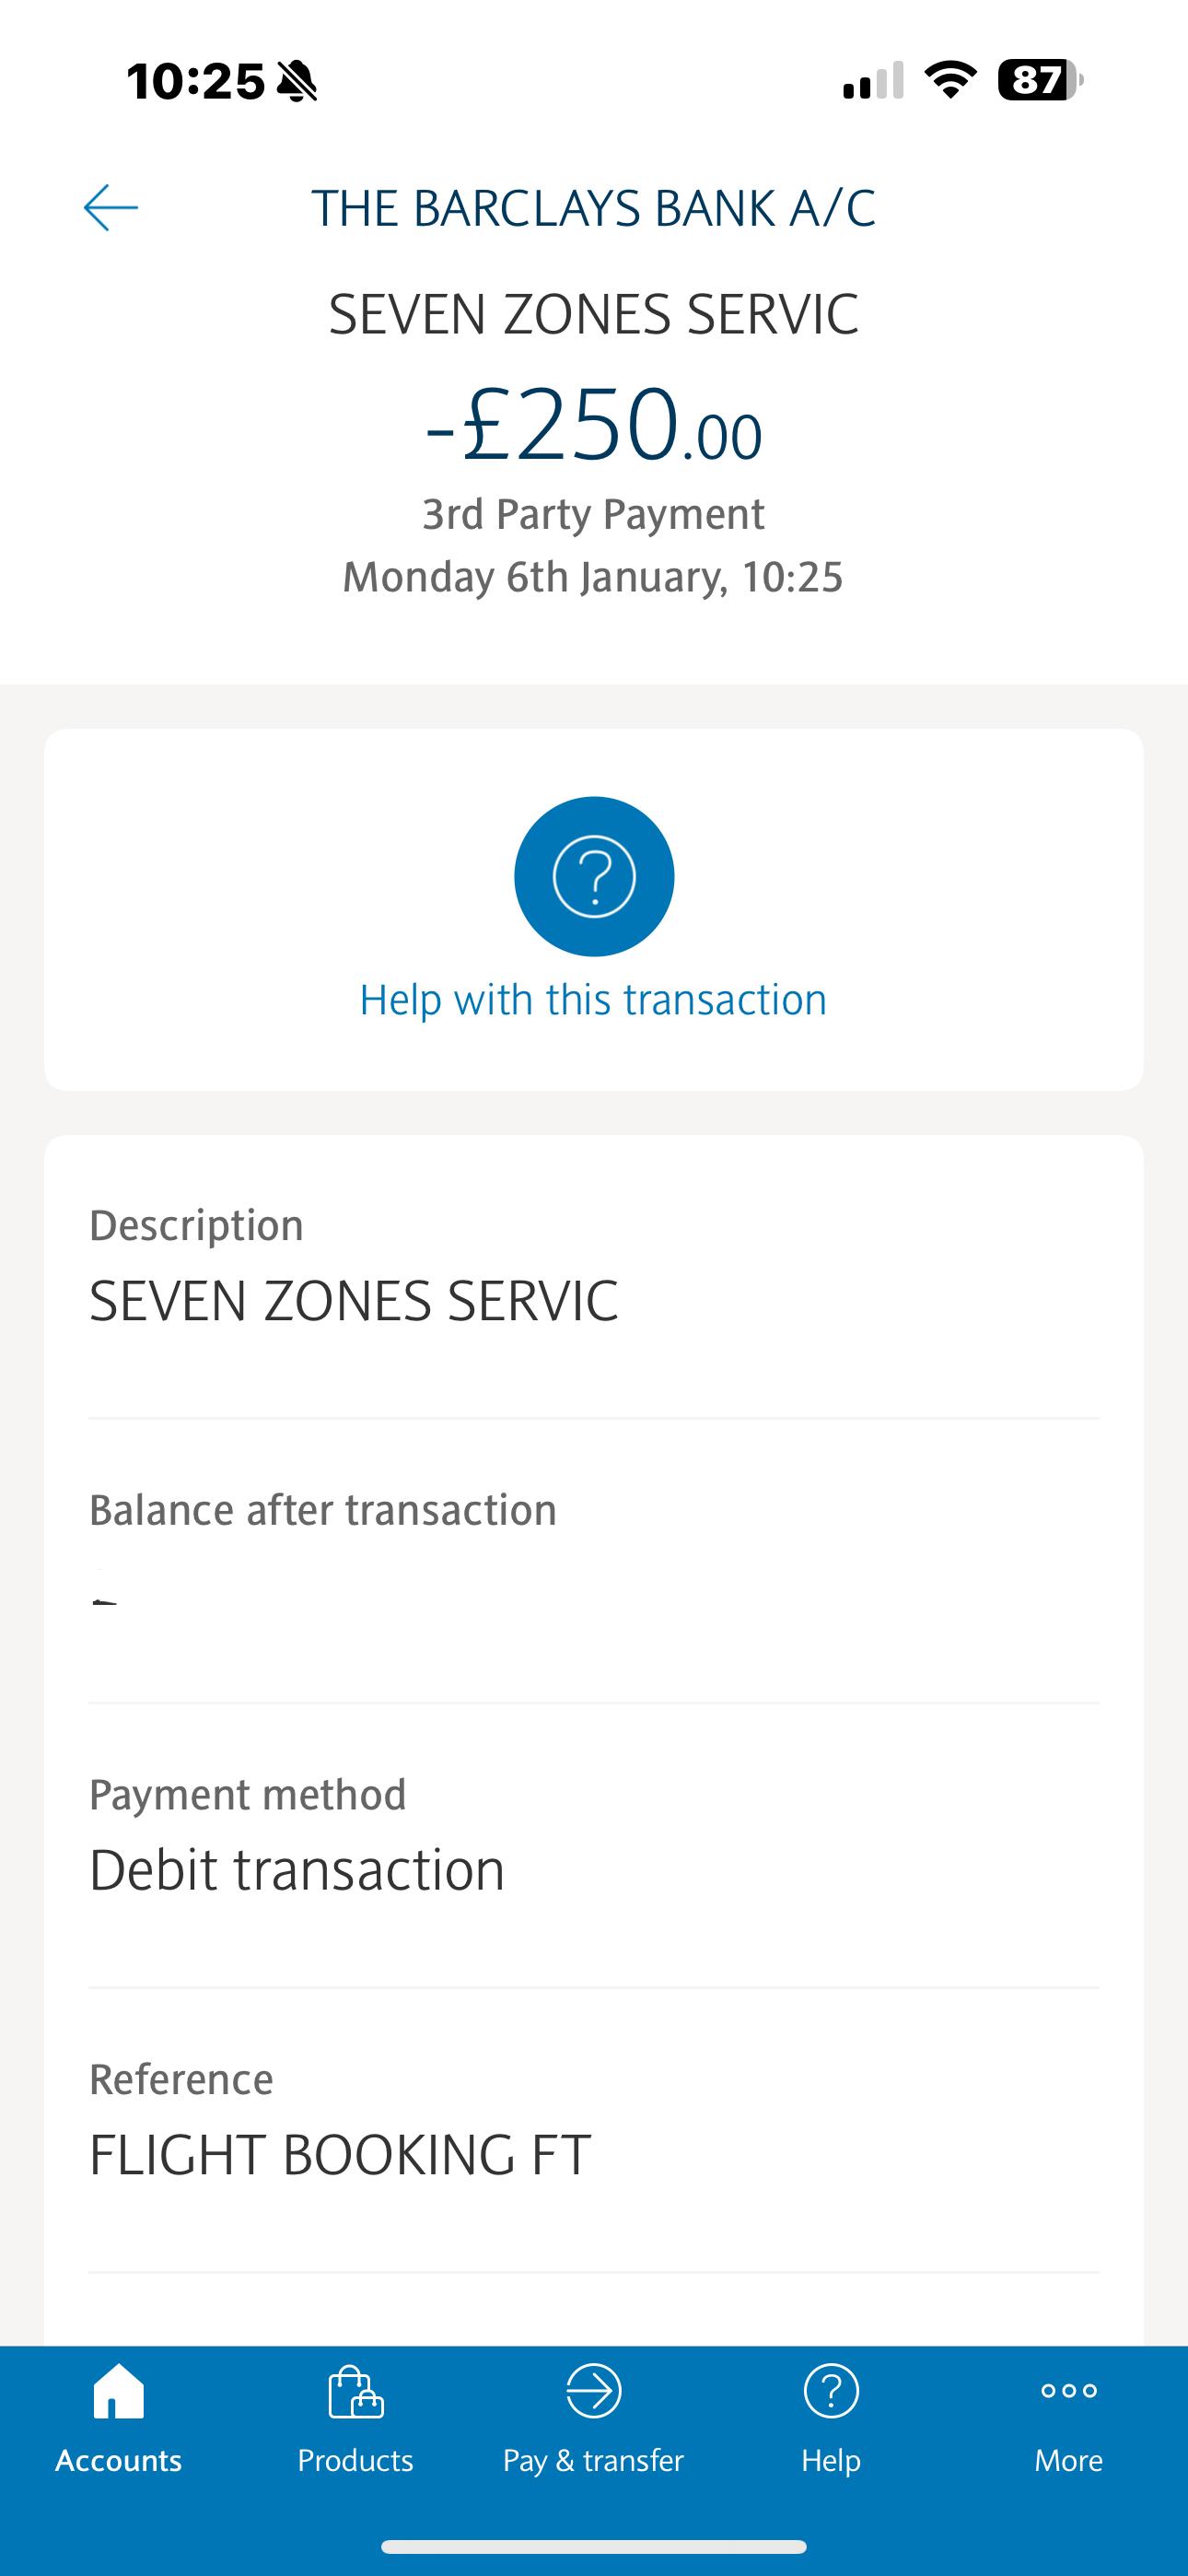 10:25
87
THE BARCLAYS BANK A/C
SEVEN ZONES SERVIC
-£250.00
3rd Party Payment
Monday 6th January, 10:25
Help with this transaction
Description
SEVEN ZONES SERVIC
Balance after transaction
Payment method
Debit transaction
Reference
FLIGHT BOOKING FT
Accounts Products Pay & transfer Help More